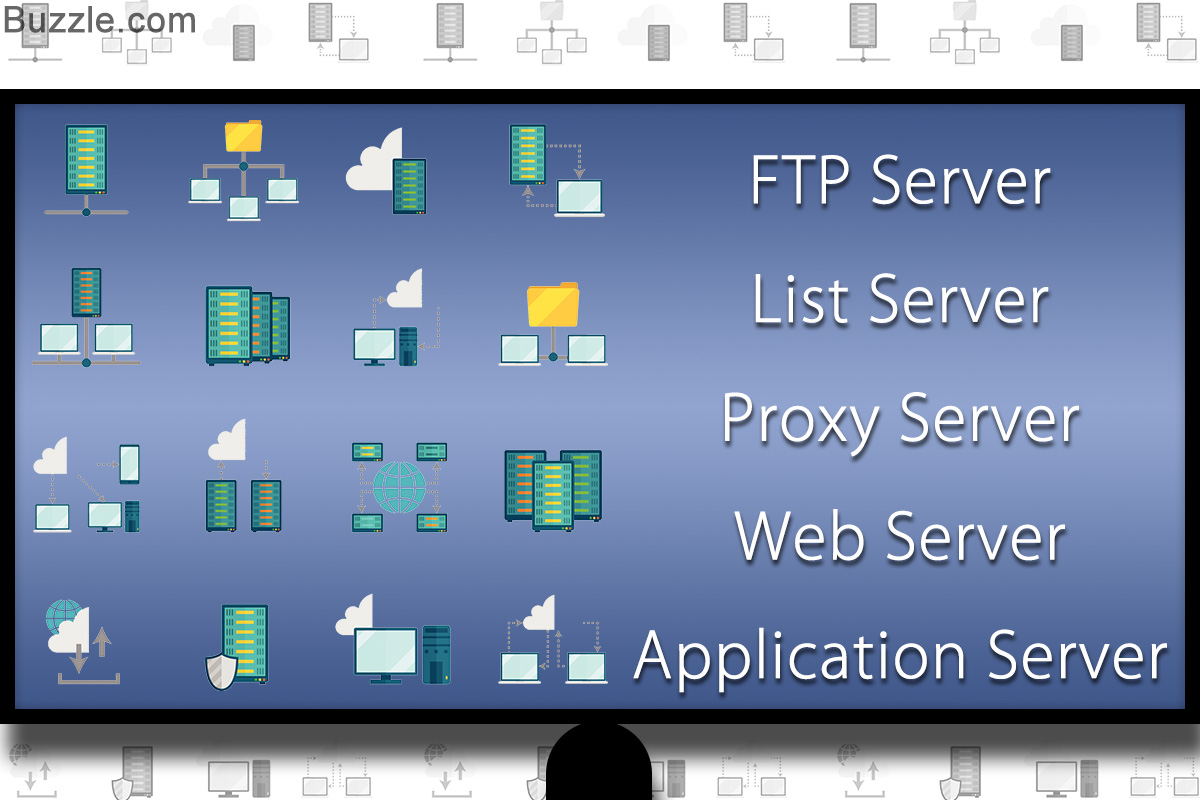 Buzzle.com
FTP Server
List Server
Proxy Server
Web Server
Application Server